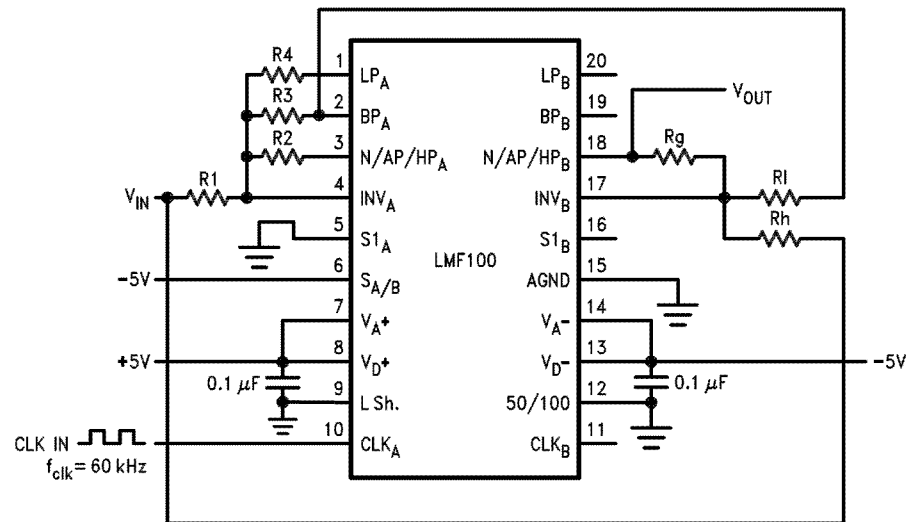 R4
1
LP_A
20
LP_B
R3
2
BP_A
19
BP_B
V_OUT
R2
3
N/AP/HP_A
18
N/AP/HP_B
Rg
V_IN
R1
4
INV_A
17
INV_B
Rl
5
S1_A
16
S1_B
Rh
LMF100
-5V
6
S_A/B
15
AGND
7
V_A+
14
V_A-
+5V
8
V_D+
13
V_D-
-5V
0.1 μF
9
L Sh.
12
50/100
0.1 μF
CLK IN
10
CLK_A
11
CLK_B
f_clk = 60 kHz